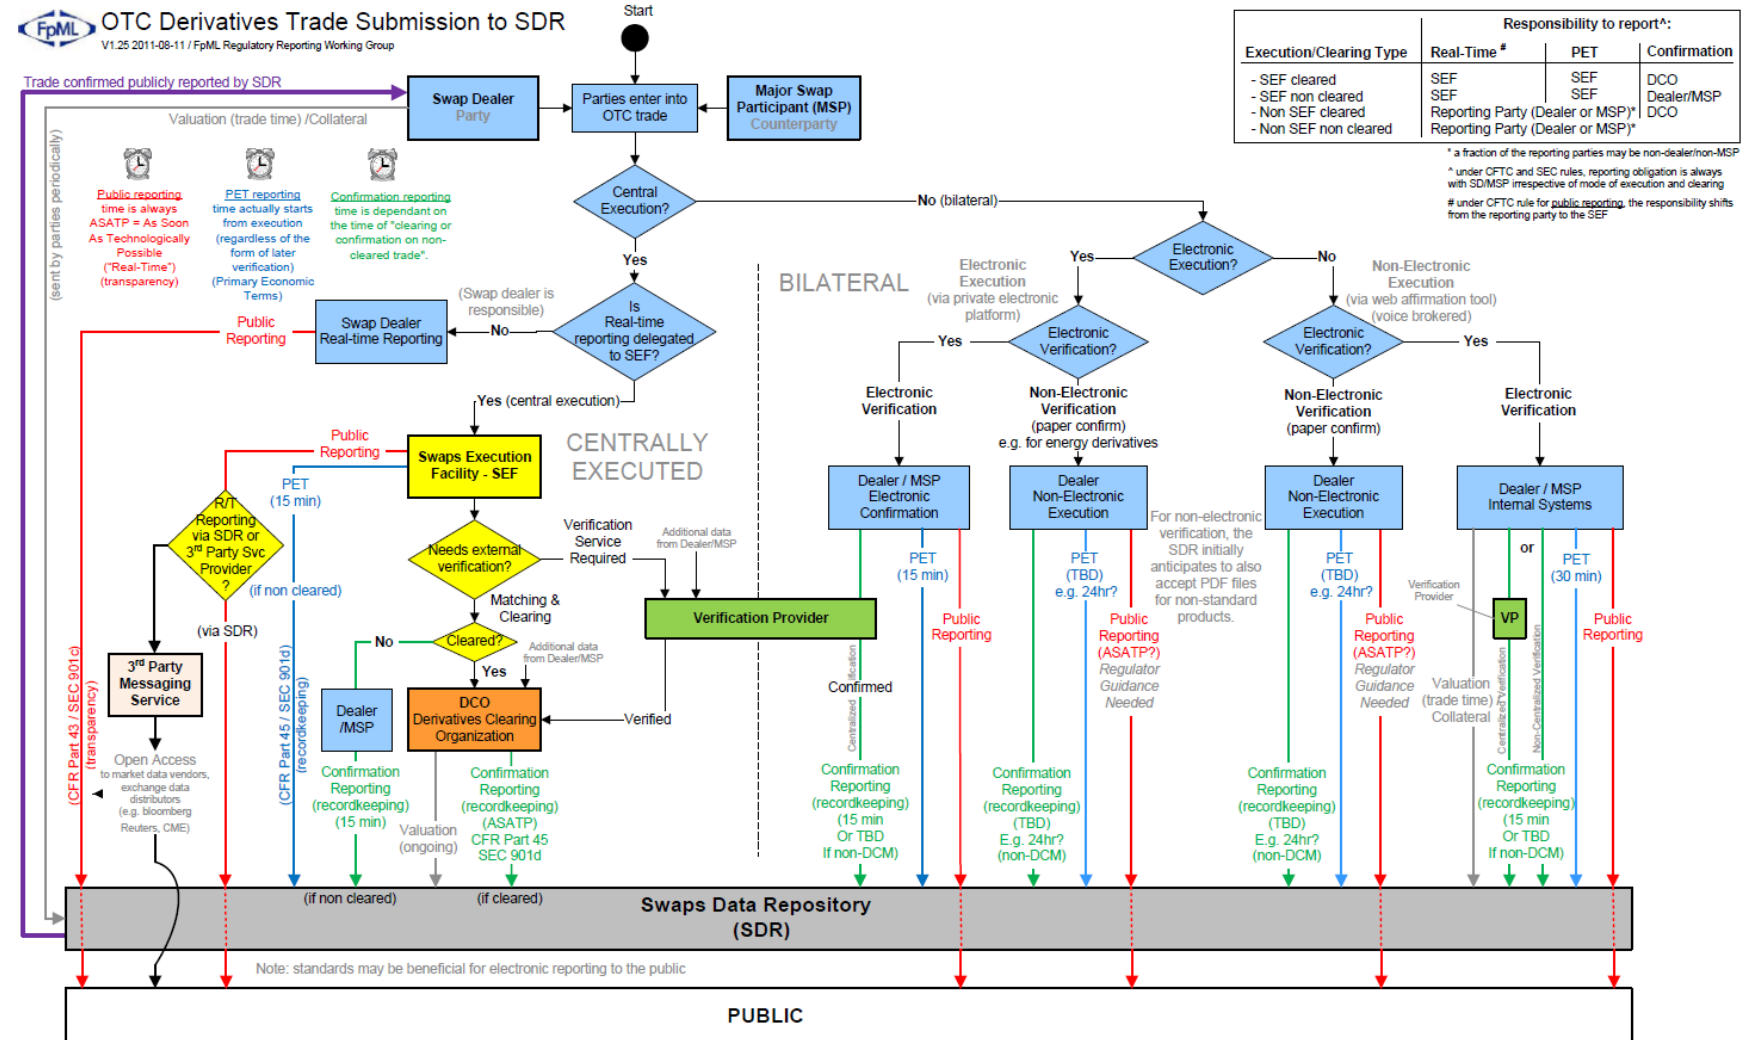 FpML
OTC Derivatives Trade Submission to SDR
V1.25 2011-08-11 / FpML Regulatory Reporting Working Group
Start
Responsibility to report^:
Execution/Clearing Type Real-Time # PET Confirmation
- SEF cleared SEF SEF DCO
- SEF non cleared SEF SEF Dealer/MSP
- Non SEF cleared Reporting Party (Dealer or MSP)* DCO
- Non SEF non cleared Reporting Party (Dealer or MSP)*
* a fraction of the reporting parties may be non-dealer/non-MSP
^ under CFTC and SEC rules, reporting obligation is always
with SD/MSP irrespective of mode of execution and clearing
# under CFTC rule for public reporting, the responsibility shifts
from the reporting party to the SEF
Trade confirmed publicly reported by SDR
Swap Dealer
Party
Parties enter into
OTC trade
Major Swap
Participant (MSP)
Counterparty
Valuation (trade time) /Collateral
(sent by parties periodically)
Public reporting
time is always
ASATP = As Soon
As Technologically
Possible
("Real-Time")
(transparency)
PET reporting
time actually starts
from execution
(regardless of the
form of later
verification)
(Primary Economic
Terms)
Confirmation reporting
time is dependant on
the time of "clearing or
confirmation on non-
cleared trade".
Central
Execution?
No (bilateral)
Yes
Electronic
Execution?
Yes
No
BILATERAL
Electronic
Execution
(via private electronic
platform)
Non-Electronic
Execution
(via web affirmation tool)
(voice brokered)
(Swap dealer is
responsible)
Is
Real-time
reporting delegated
to SEF?
No
Swap Dealer
Real-time Reporting
Public
Reporting
Electronic
Verification?
Yes
Electronic
Verification?
Yes
Electronic
Verification
Non-Electronic
Verification
(paper confirm)
e.g. for energy derivatives
Non-Electronic
Verification
(paper confirm)
Electronic
Verification
Yes (central execution)
CENTRALLY
EXECUTED
Public
Reporting
Swaps Execution
Facility - SEF
PET
(15 min)
R/T
Reporting
via SDR or
3rd Party Svc
Provider
?
(if non cleared)
(via SDR)
Needs external
verification?
Verification
Service
Required
Additional data
from Dealer/MSP
Matching &
Clearing
Verification Provider
Cleared?
No
Yes
Additional data
from Dealer/MSP
3rd Party
Messaging
Service
Dealer
/MSP
DCO
Derivatives Clearing
Organization
Verified
Open Access
to market data vendors,
exchange data
distributors
(e.g. bloomberg
Reuters, CME)
(CFR Part 43 / SEC 901c)
(transparency)
(CFR Part 45 / SEC 901d)
(recordkeeping)
Confirmation
Reporting
(recordkeeping)
(15 min)
Valuation
(ongoing)
Confirmation
Reporting
(recordkeeping)
(ASATP)
CFR Part 45
SEC 901d
Dealer / MSP
Electronic
Confirmation
Dealer
Non-Electronic
Execution
Dealer
Non-Electronic
Execution
Dealer / MSP
Internal Systems
For non-electronic
verification, the
SDR initially
anticipates to also
accept PDF files
for non-standard
products.
PET
(15 min)
Public
Reporting
Confirmed
Centralized
Confirmation
Reporting
(recordkeeping)
(15 min
Or TBD
If non-DCM)
PET
(TBD)
e.g. 24hr?
Public
Reporting
(ASATP?)
Regulator
Guidance
Needed
Confirmation
Reporting
(recordkeeping)
(TBD)
E.g. 24hr?
(non-DCM)
PET
(TBD)
e.g. 24hr?
Public
Reporting
(ASATP?)
Regulator
Guidance
Needed
Confirmation
Reporting
(recordkeeping)
(TBD)
E.g. 24hr?
(non-DCM)
or
PET
(30 min)
Verification
Provider
VP
Public
Reporting
Valuation
(trade time) /
Collateral
Centralized Verification
Non-Centralized Verification
Confirmation
Reporting
(recordkeeping)
(15 min
Or TBD
If non-DCM)
(if non cleared)
(if cleared)
Swaps Data Repository
(SDR)
Note: standards may be beneficial for electronic reporting to the public
PUBLIC